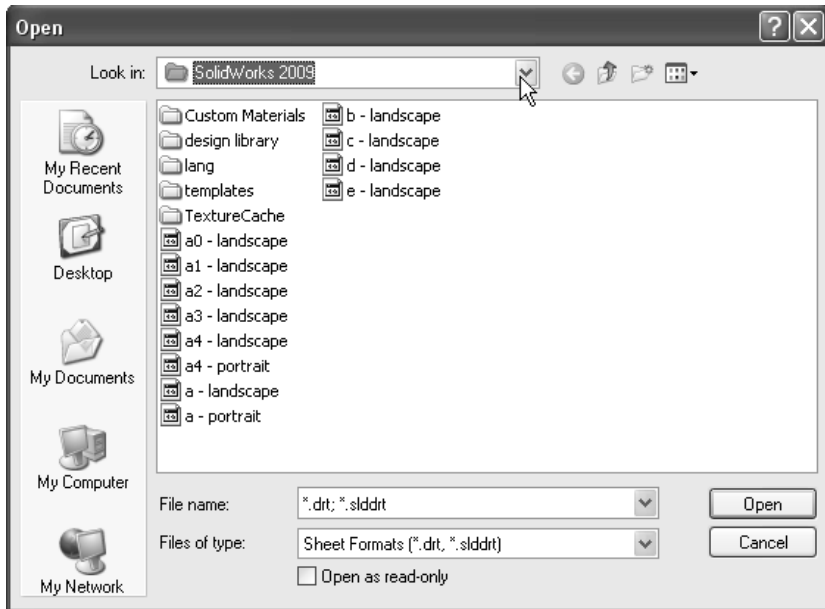 Open
Look in:
SolidWorks 2009
My Recent
Documents
Desktop
My Documents
My Computer
My Network
Custom Materials
design library
lang
templates
TextureCache
a0 - landscape
a1 - landscape
a2 - landscape
a3 - landscape
a4 - landscape
a4 - portrait
a - landscape
a - portrait
b - landscape
c - landscape
d - landscape
e - landscape
File name:
*.drt; *.slddrt
Open
Files of type:
Sheet Formats (*.drt, *.slddrt)
Cancel
Open as read-only